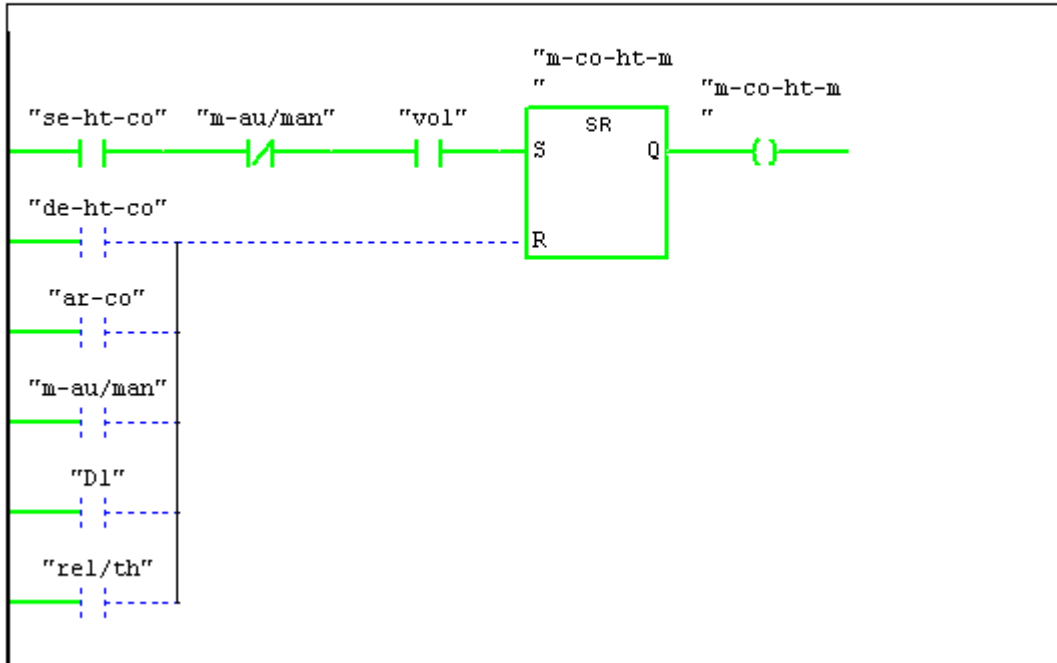 "m-co-ht-m
"
"m-co-ht-m
"
"se-ht-co" "m-au/man" "vol"
SR
S Q
"de-ht-co"
R
"ar-co"
"m-au/man"
"D1"
"rel/th"